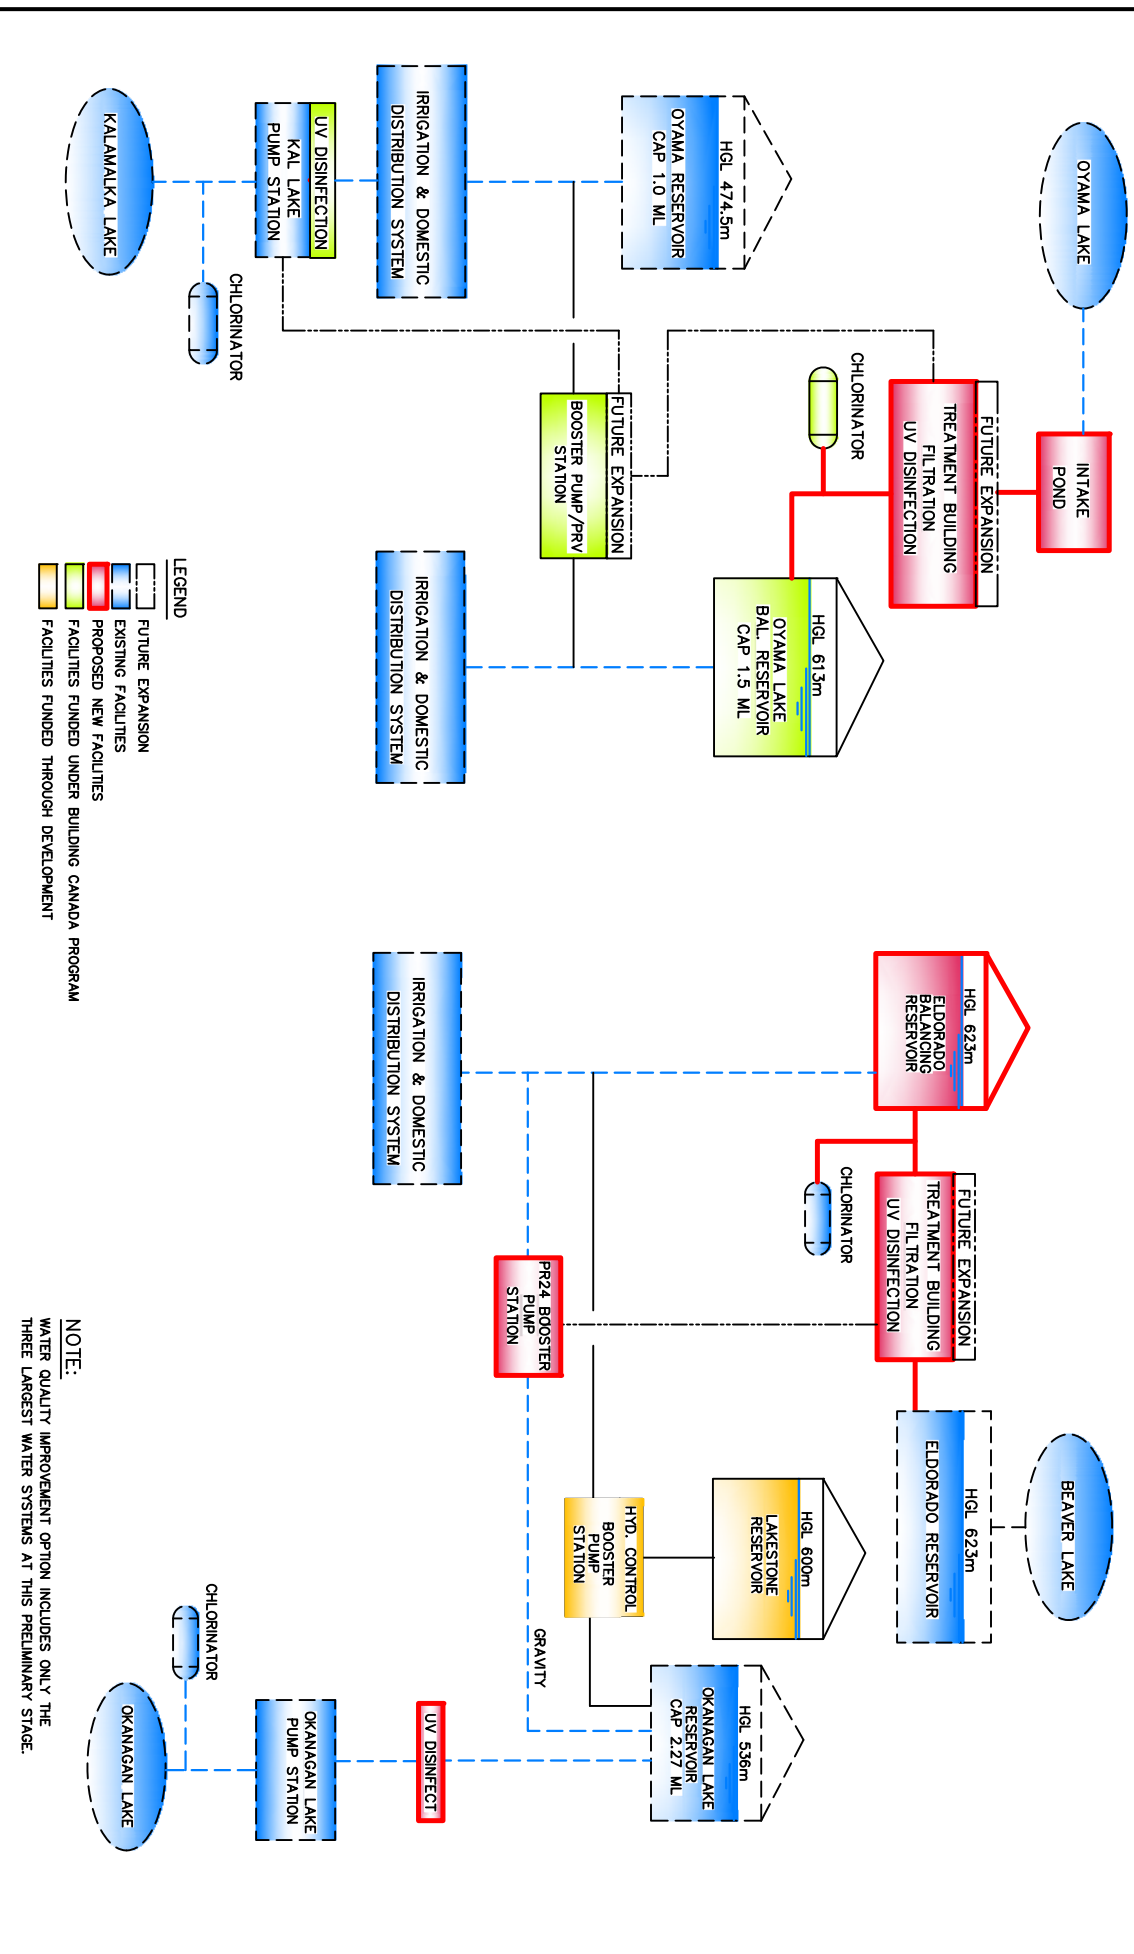 OYAMA LAKE
INTAKE
POND
FUTURE EXPANSION
TREATMENT BUILDING
FILTRATION
UV DISINFECTION
CHLORINATOR
HGL 613m
OYAMA LAKE
BAL. RESERVOIR
CAP 1.5 ML
HGL 474.5m
OYAMA RESERVOIR
CAP 1.0 ML
FUTURE EXPANSION
BOOSTER PUMP/PRV
STATION
IRRIGATION & DOMESTIC
DISTRIBUTION SYSTEM
IRRIGATION & DOMESTIC
DISTRIBUTION SYSTEM
UV DISINFECTION
KAL LAKE
PUMP STATION
CHLORINATOR
KALAMALKA LAKE
BEAVER LAKE
HGL 623m
ELDORADO RESERVOIR
FUTURE EXPANSION
TREATMENT BUILDING
FILTRATION
UV DISINFECTION
HGL 623m
ELDORADO
BALANCING
RESERVOIR
CHLORINATOR
HGL 600m
LAKESTONE
RESERVOIR
HYD. CONTROL
BOOSTER
PUMP
STATION
HGL 536m
OKANAGAN LAKE
RESERVOIR
CAP 2.27 ML
PR24 BOOSTER
PUMP
STATION
GRAVITY
IRRIGATION & DOMESTIC
DISTRIBUTION SYSTEM
UV DISINFECT
OKANAGAN LAKE
PUMP STATION
CHLORINATOR
OKANAGAN LAKE
LEGEND
FUTURE EXPANSION
EXISTING FACILITIES
PROPOSED NEW FACILITIES
FACILITIES FUNDED UNDER BUILDING CANADA PROGRAM
FACILITIES FUNDED THROUGH DEVELOPMENT
NOTE:
WATER QUALITY IMPROVEMENT OPTION INCLUDES ONLY THE
THREE LARGEST WATER SYSTEMS AT THIS PRELIMINARY STAGE.